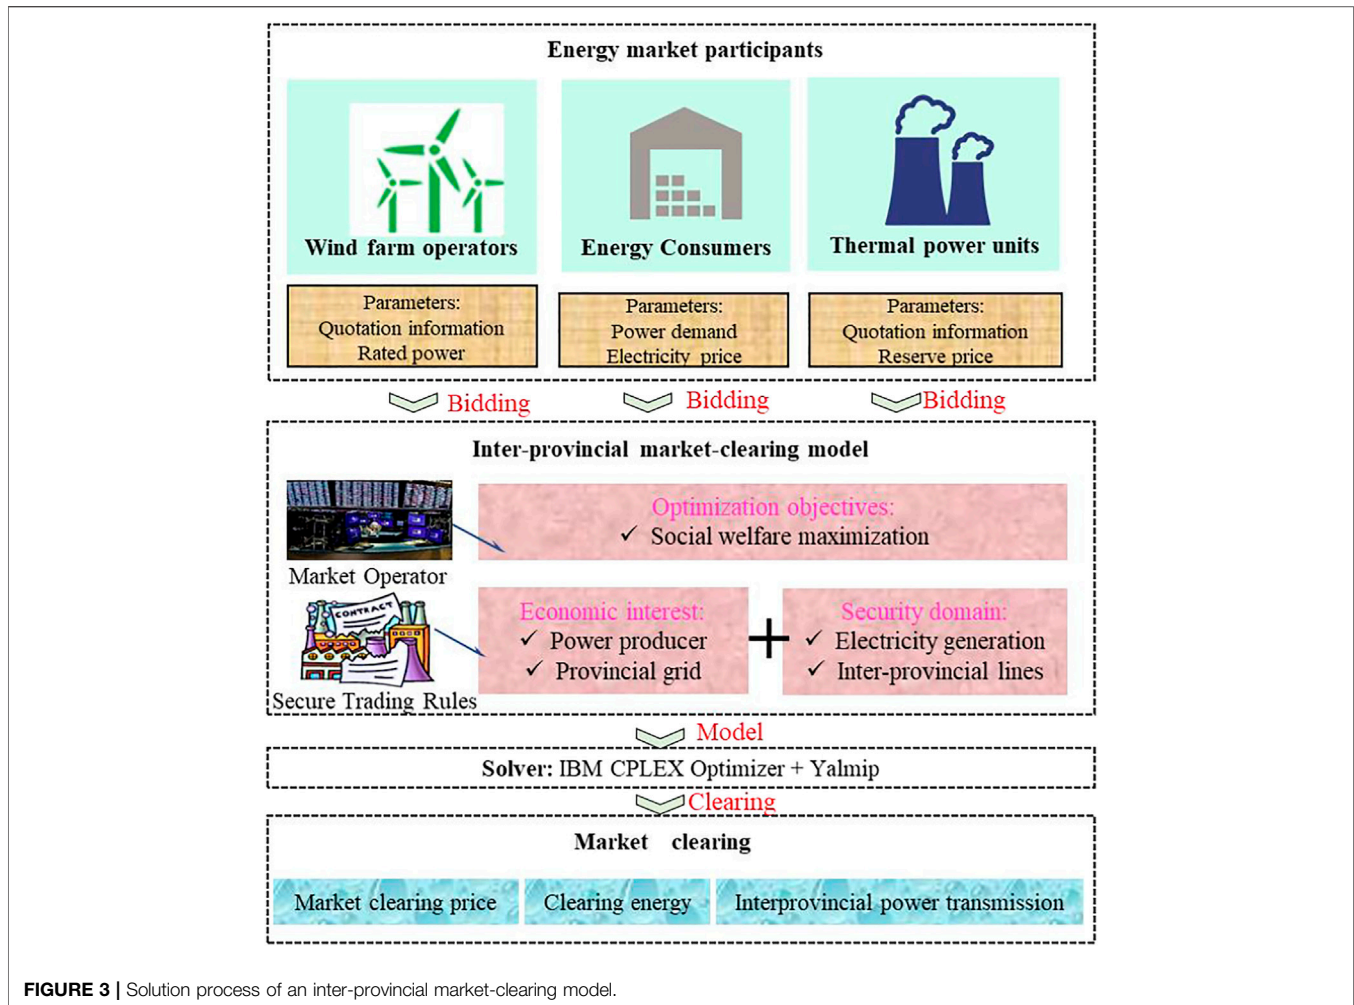 Energy market participants
Wind farm operators
Energy Consumers
Thermal power units
Parameters:
Quotation information
Rated power
Parameters:
Power demand
Electricity price
Parameters:
Quotation information
Reserve price
Bidding
Bidding
Bidding
Inter-provincial market-clearing model
Optimization objectives:
✓ Social welfare maximization
Market Operator
CONTRACT
Economic interest:
✓ Power producer
✓ Provincial grid
+
Security domain:
✓ Electricity generation
✓ Inter-provincial lines
Secure Trading Rules
Model
Solver: IBM CPLEX Optimizer + Yalmip
Clearing
Market clearing
Market clearing price
Clearing energy
Interprovincial power transmission
FIGURE 3 | Solution process of an inter-provincial market-clearing model.